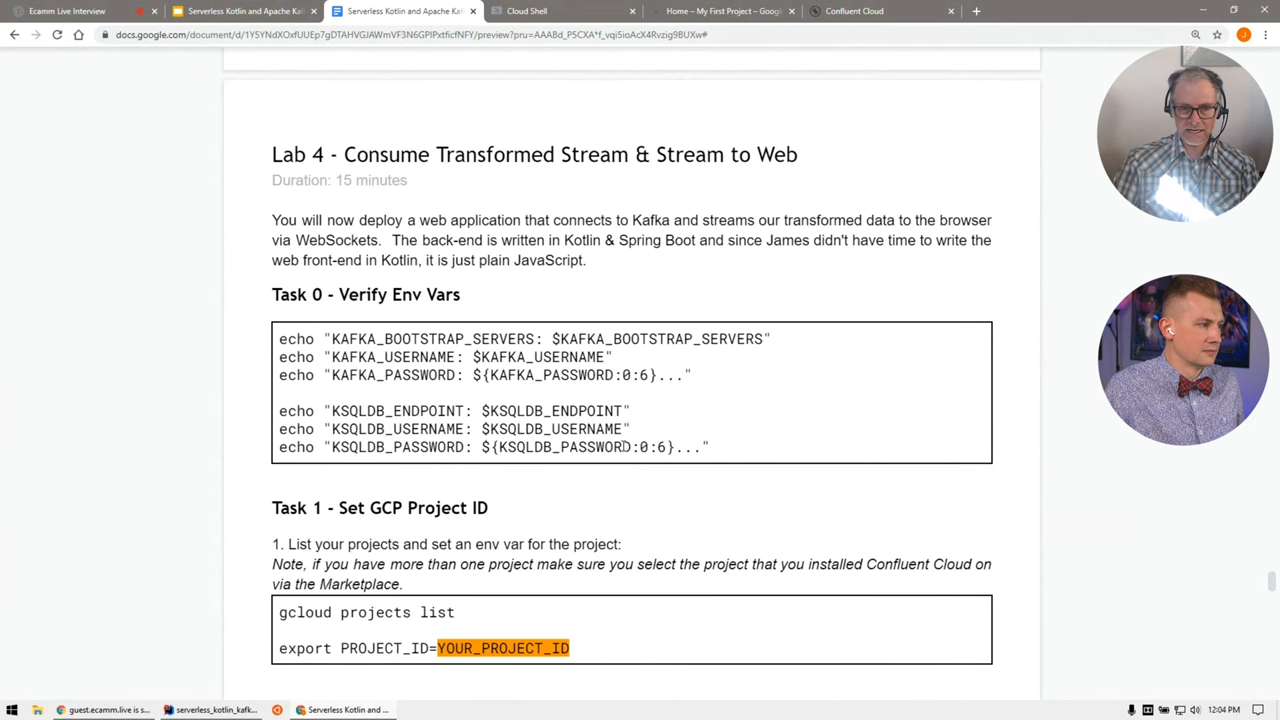 Ecamm Live Interview
Serverless Kotlin and Apache Ka
Serverless Kotlin and Apache Ka
Cloud Shell
Home – My First Project – Googl
Confluent Cloud
J
Lab 4 - Consume Transformed Stream & Stream to Web
Duration: 15 minutes
You will now deploy a web application that connects to Kafka and streams our transformed data to the browser
via WebSockets. The back-end is written in Kotlin & Spring Boot and since James didn't have time to write the
web front-end in Kotlin, it is just plain JavaScript.
Task 0 - Verify Env Vars
echo "KAFKA_BOOTSTRAP_SERVERS: $KAFKA_BOOTSTRAP_SERVERS"
echo "KAFKA_USERNAME: $KAFKA_USERNAME"
echo "KAFKA_PASSWORD: ${KAFKA_PASSWORD:0:6}..."
echo "KSQLDB_ENDPOINT: $KSQLDB_ENDPOINT"
echo "KSQLDB_USERNAME: $KSQLDB_USERNAME"
echo "KSQLDB_PASSWORD: ${KSQLDB_PASSWORD:0:6}..."
Task 1 - Set GCP Project ID
1. List your projects and set an env var for the project:
Note, if you have more than one project make sure you select the project that you installed Confluent Cloud on
via the Marketplace.
gcloud projects list
export PROJECT_ID=YOUR_PROJECT_ID
guest.ecamm.live is s...
serverless_kotlin_kafk...
Serverless Kotlin and ...
12:04 PM